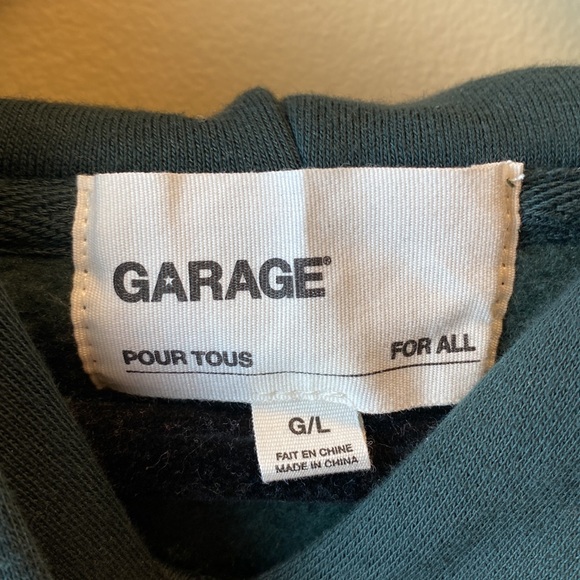 GARAGE®
POUR TOUS FOR ALL
G/L
FAIT EN CHINE
MADE IN CHINA